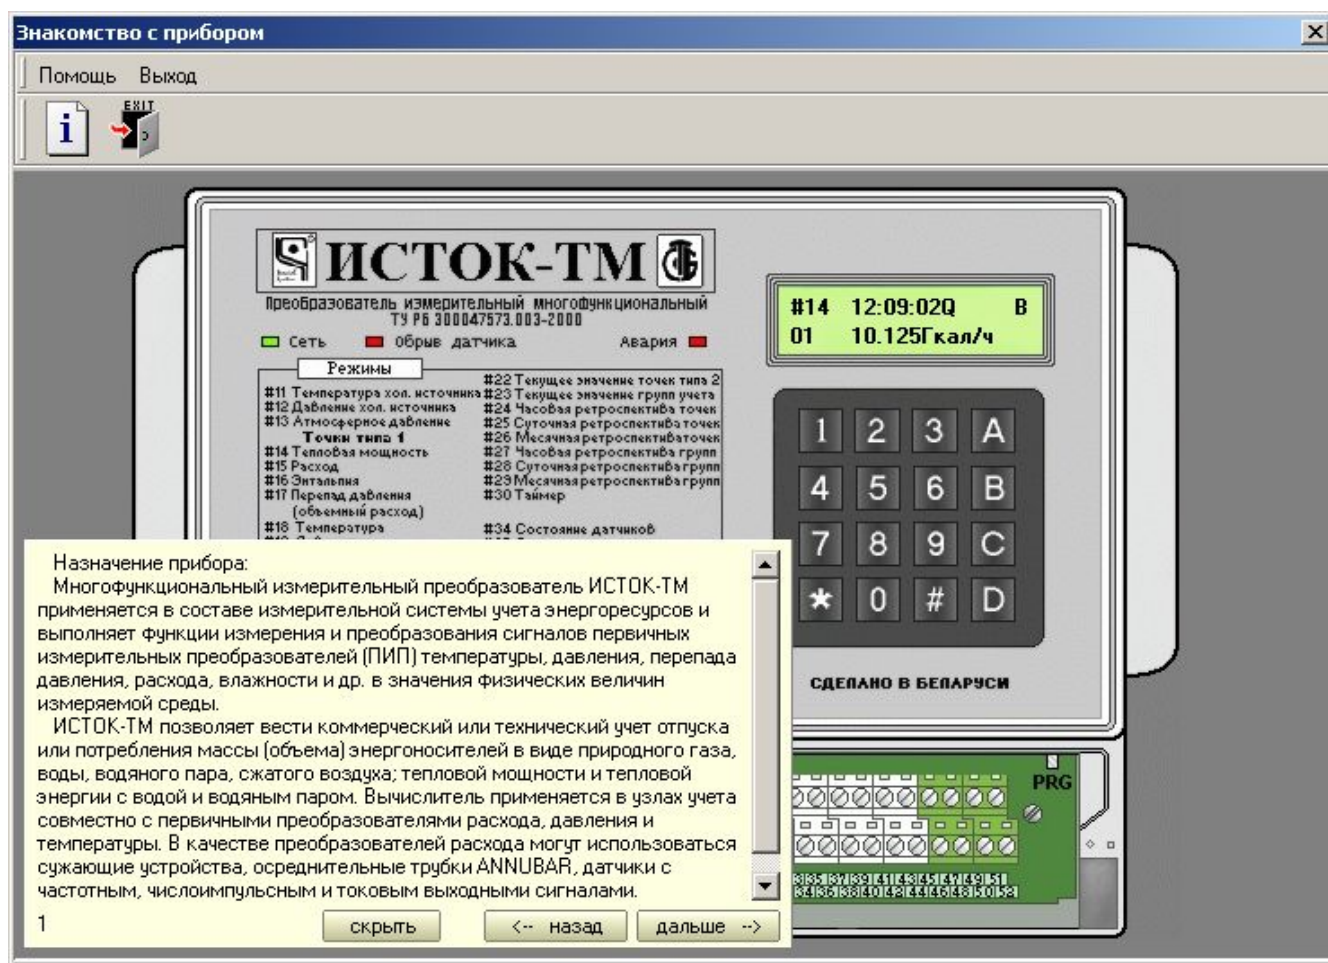 Знакомство с прибором
Помощь Выход
i EXIT
ИСТОК-ТМ
Преобразователь измерительный многофункциональный
ТУ РБ 300047573.003-2000
Сеть Обрыв датчика Авария
Режимы
#11 Температура хол. источника
#12 Давление хол. источника
#13 Атмосферное давление
Точки типа 1
#14 Тепловая мощность
#15 Расход
#16 Энтальпия
#17 Перепад давления
(объемный расход)
#18 Температура
#22 Текущее значение точек типа 2
#23 Текущее значение групп учета
#24 Часовая ретроспектива точек
#25 Суточная ретроспектива точек
#26 Месячная ретроспектива точек
#27 Часовая ретроспектива групп
#28 Суточная ретроспектива групп
#29 Месячная ретроспектива групп
#30 Таймер
#34 Состояние датчиков
#14 12:09:02Q B
01 10.125Гкал/ч
1 2 3 A
4 5 6 B
7 8 9 C
* 0 # D
СДЕЛАНО В БЕЛАРУСИ
PRG
Назначение прибора:
Многофункциональный измерительный преобразователь ИСТОК-ТМ
применяется в составе измерительной системы учета энергоресурсов и
выполняет функции измерения и преобразования сигналов первичных
измерительных преобразователей (ПИП) температуры, давления, перепада
давления, расхода, влажности и др. в значения физических величин
измеряемой среды.
ИСТОК-ТМ позволяет вести коммерческий или технический учет отпуска
или потребления массы (объема) энергоносителей в виде природного газа,
воды, водяного пара, сжатого воздуха; тепловой мощности и тепловой
энергии с водой и водяным паром. Вычислитель применяется в узлах учета
совместно с первичными преобразователями расхода, давления и
температуры. В качестве преобразователей расхода могут использоваться
сужающие устройства, осреднительные трубки ANNUBAR, датчики с
частотным, числоимпульсным и токовым выходными сигналами.
1 скрыть <-- назад дальше -->